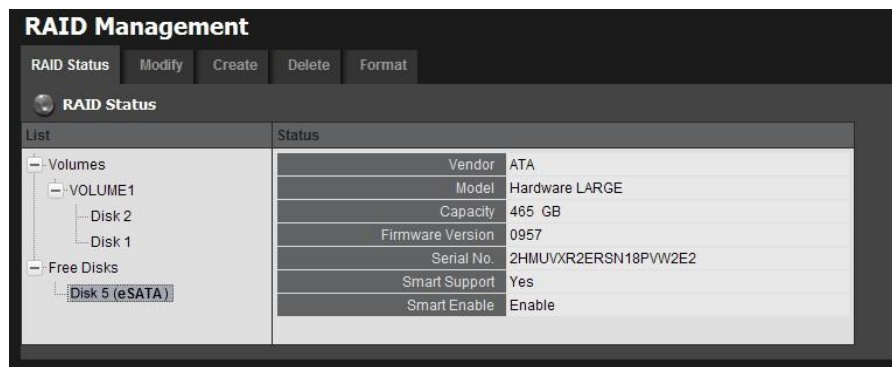 RAID Management
RAID Status Modify Create Delete Format
RAID Status
List Status
Volumes
VOLUME1
Disk 2
Disk 1
Free Disks
Disk 5 (eSATA)
Vendor ATA
Model Hardware LARGE
Capacity 465 GB
Firmware Version 0957
Serial No. 2HMUVXR2ERSN18PVW2E2
Smart Support Yes
Smart Enable Enable